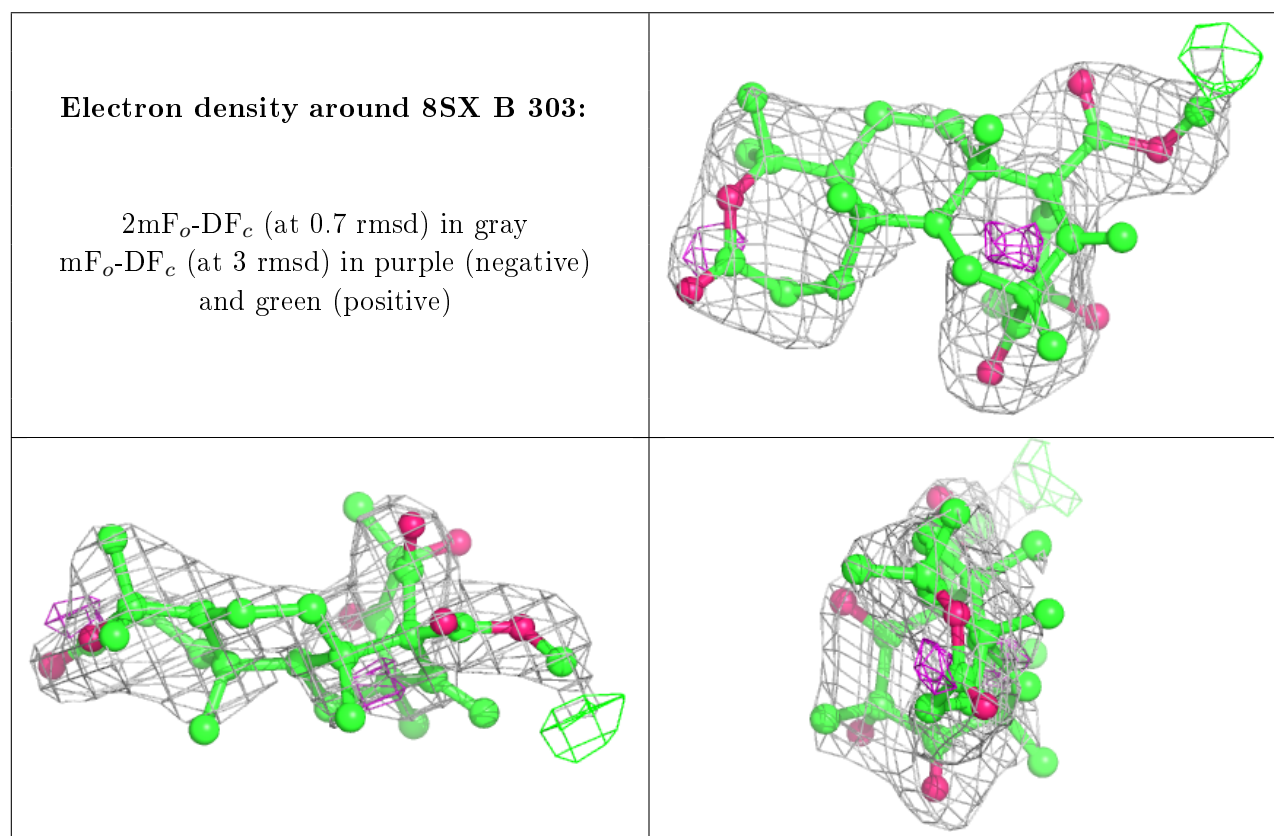 Electron density around 8SX B 303:
2mFo-DFc (at 0.7 rmsd) in gray
mFo-DFc (at 3 rmsd) in purple (negative)
and green (positive)